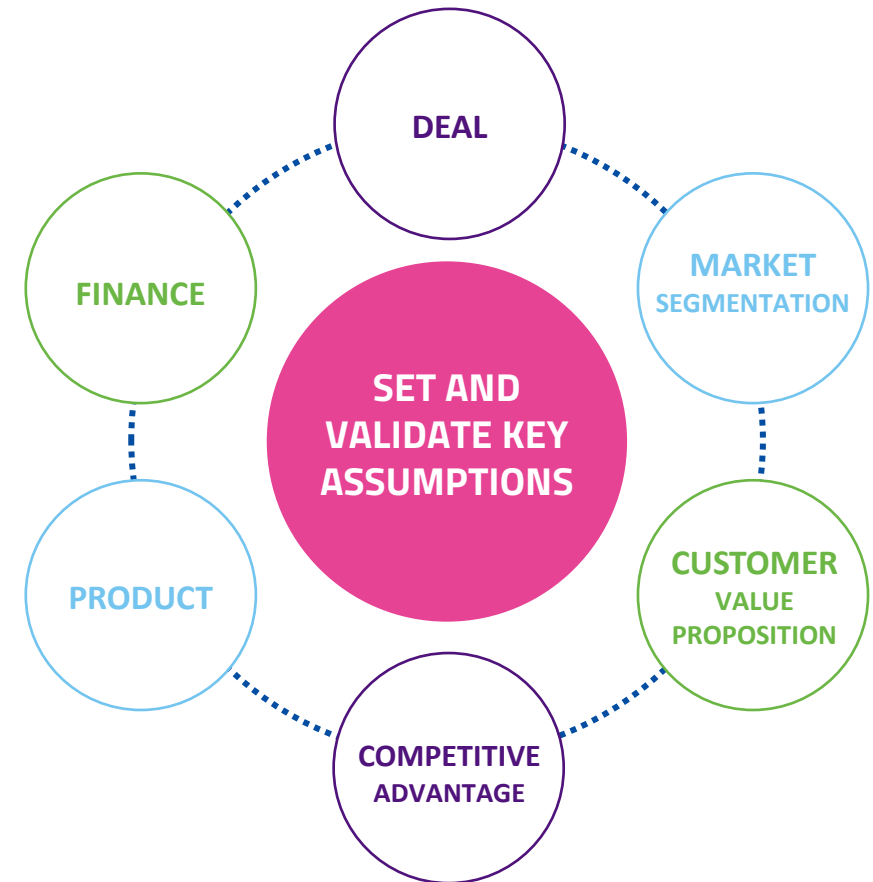 DEAL
MARKET
SEGMENTATION
FINANCE
SET AND
VALIDATE KEY
ASSUMPTIONS
CUSTOMER
VALUE
PROPOSITION
PRODUCT
COMPETITIVE
ADVANTAGE